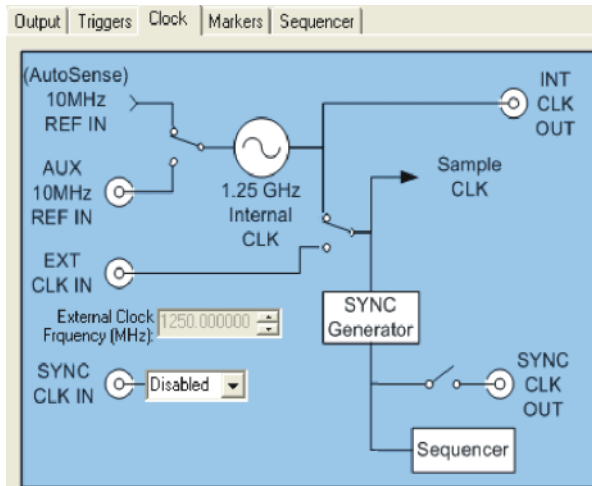 Output Triggers Clock Markers Sequencer
(AutoSense)
10MHz
REF IN
INT
CLK
OUT
AUX
10MHz
REF IN
1.25 GHz
Internal
CLK
Sample
CLK
EXT
CLK IN
External Clock
Frquency (MHz):
1250.000000
SYNC
Generator
SYNC
CLK IN
Disabled
SYNC
CLK
OUT
Sequencer